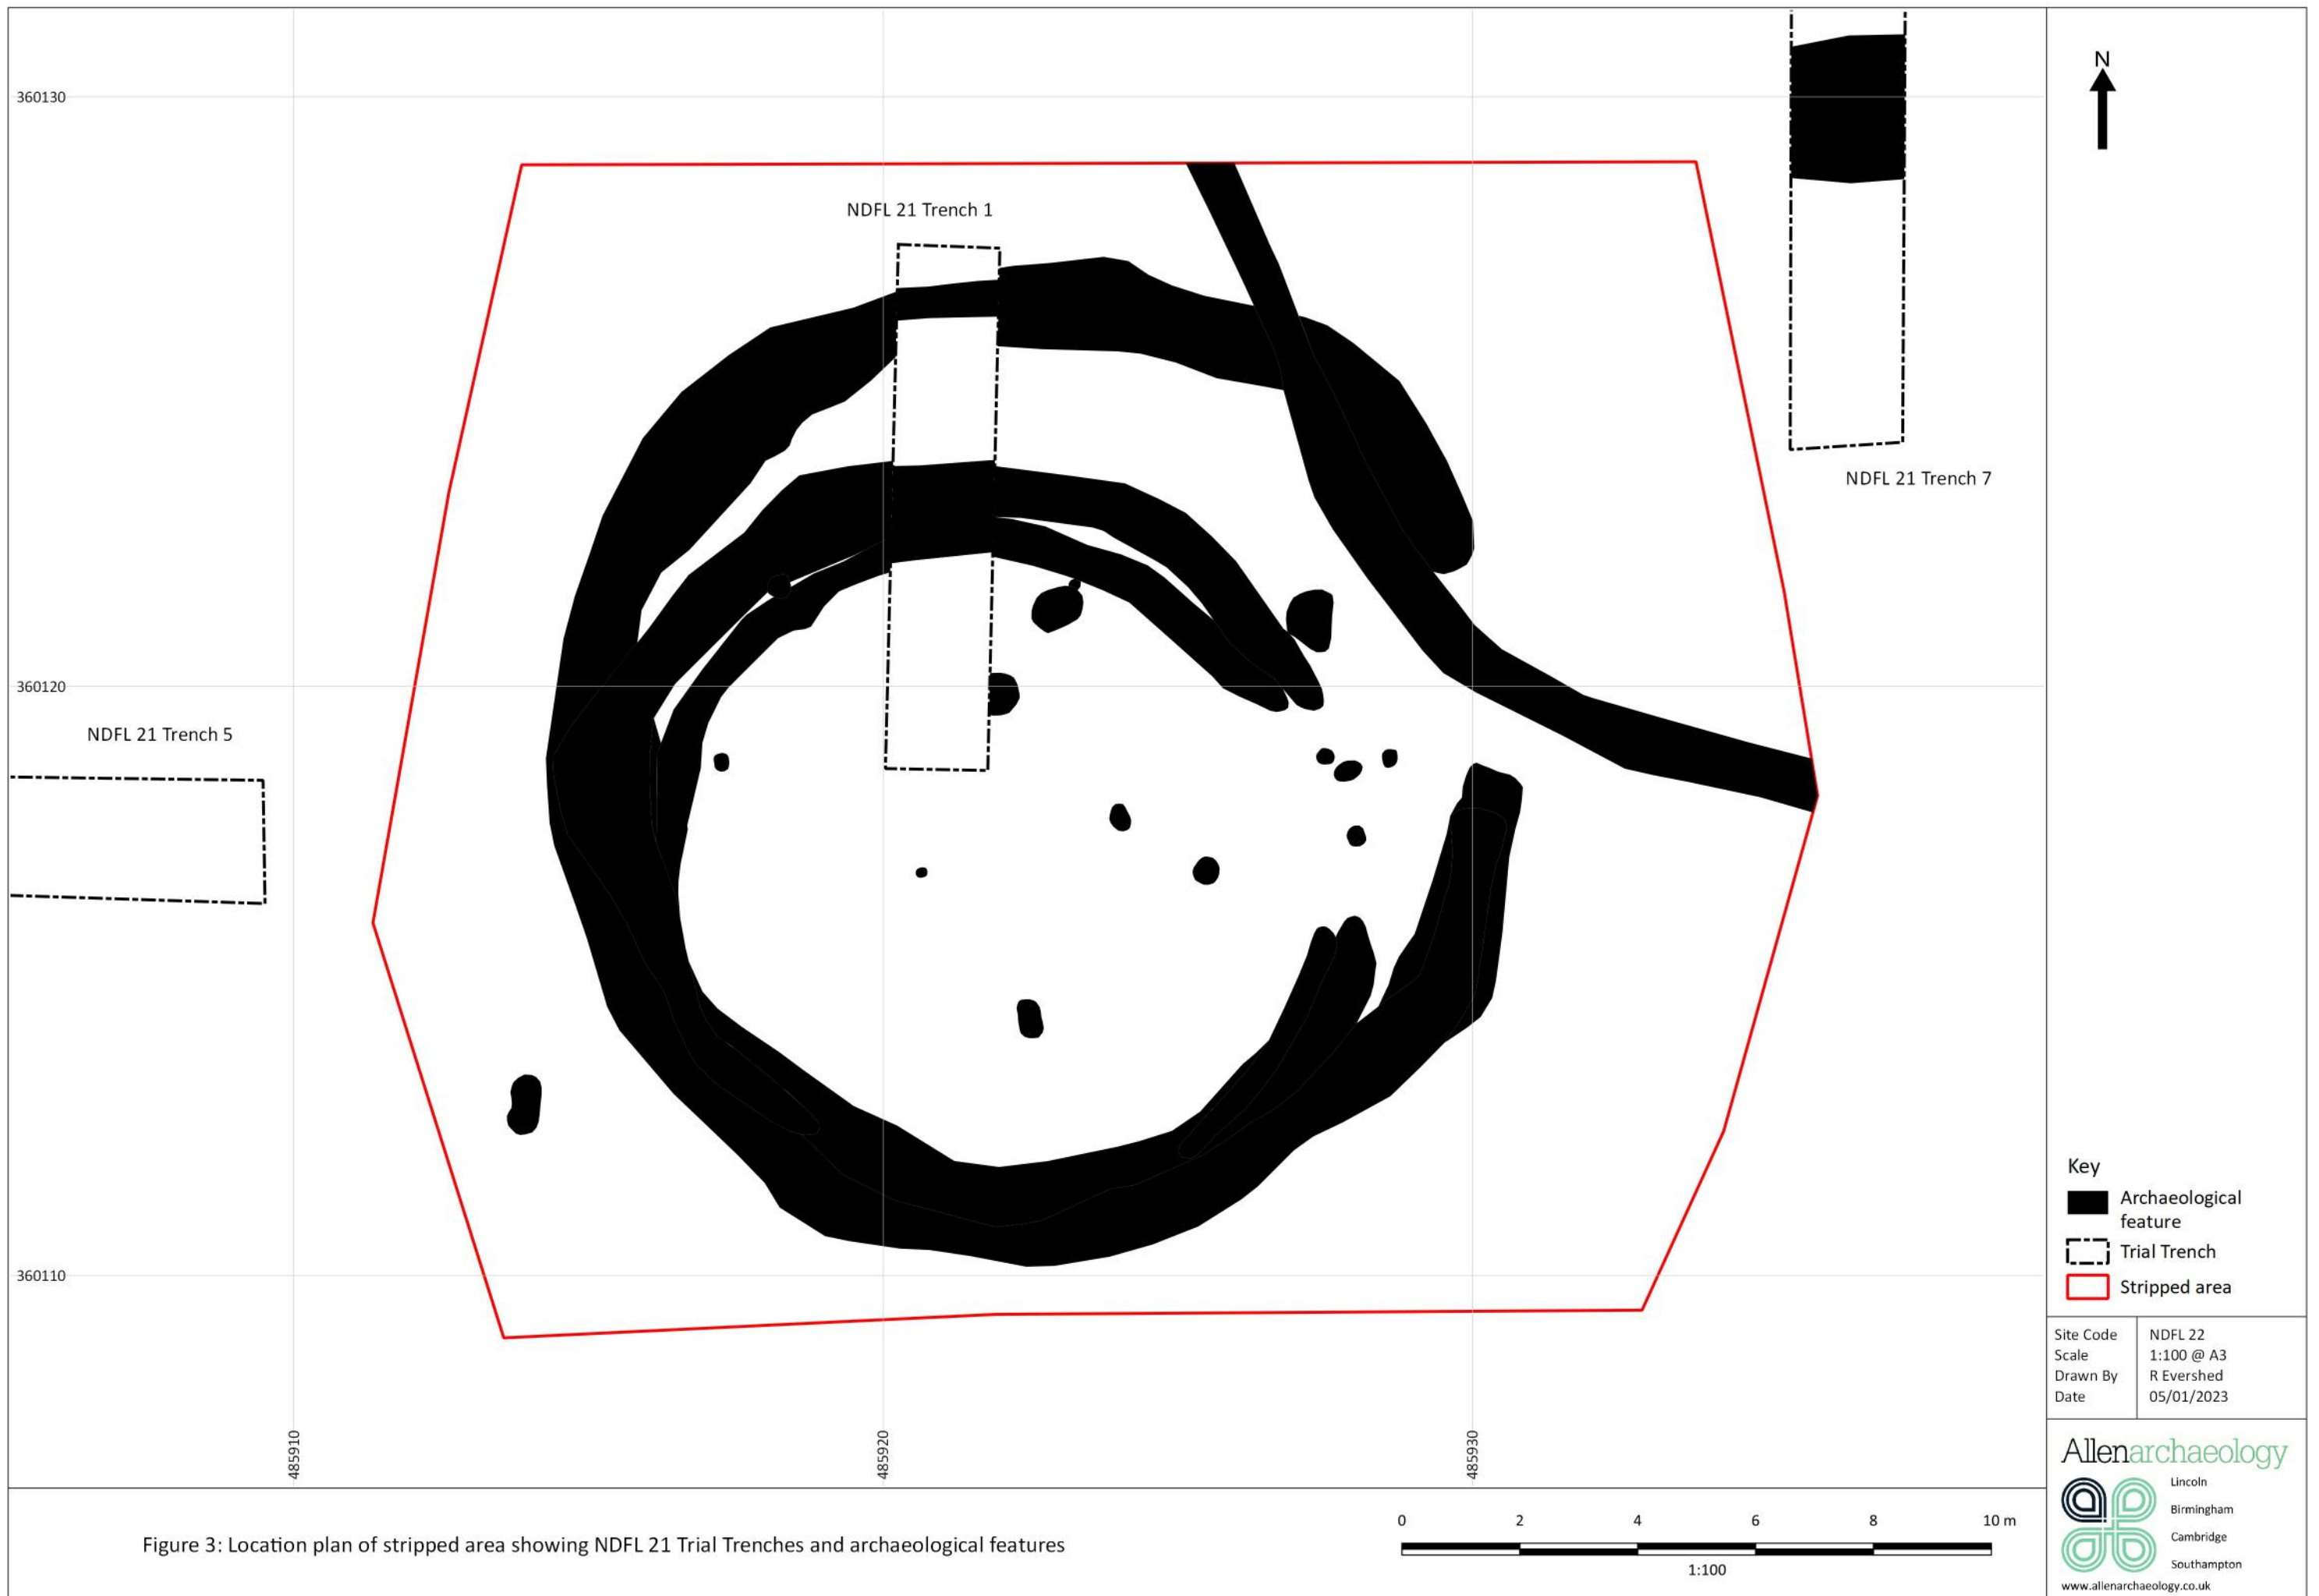 360130
360120
360110
485910
485920
485930
NDFL 21 Trench 1
NDFL 21 Trench 7
NDFL 21 Trench 5
N
Key
Archaeological
feature
Trial Trench
Stripped area
Site Code NDFL 22
Scale 1:100 @ A3
Drawn By R Evershed
Date 05/01/2023
Allenarchaeology
Lincoln
Birmingham
Cambridge
Southampton
www.allenarchaeology.co.uk
Figure 3: Location plan of stripped area showing NDFL 21 Trial Trenches and archaeological features
0 2 4 6 8 10 m
1:100